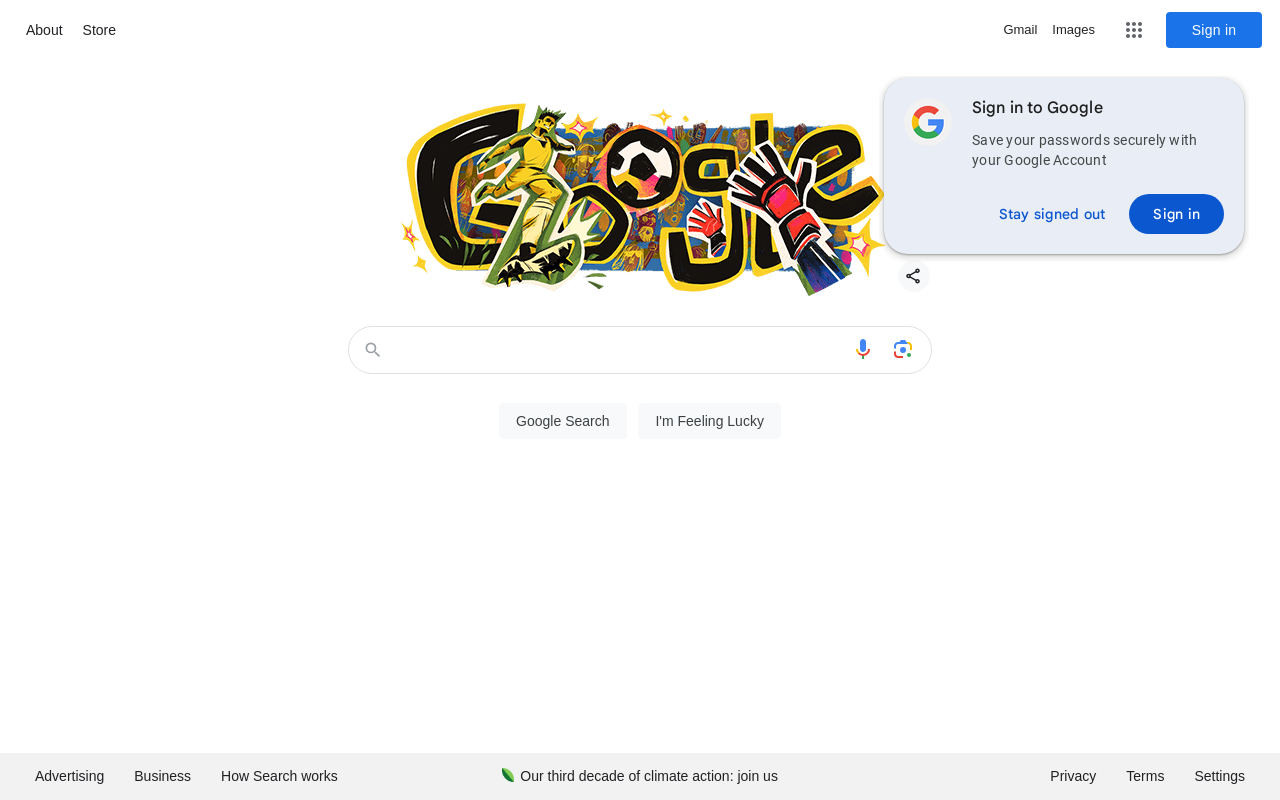 About
Store
Gmail
Images
Sign in
Google
Sign in to Google
Save your passwords securely with
your Google Account
Stay signed out
Sign in
Google Search
I'm Feeling Lucky
Advertising
Business
How Search works
Our third decade of climate action: join us
Privacy
Terms
Settings